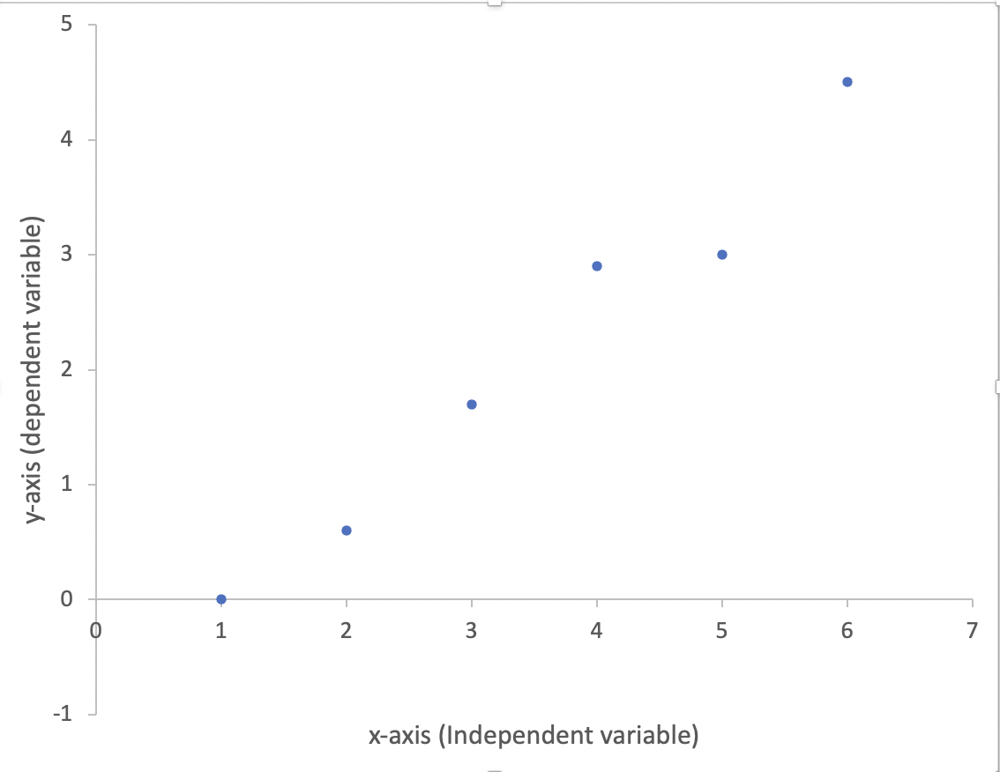 5
4
3
2
1
0
-1
0 1 2 3 4 5 6 7
y-axis (dependent variable)
x-axis (Independent variable)